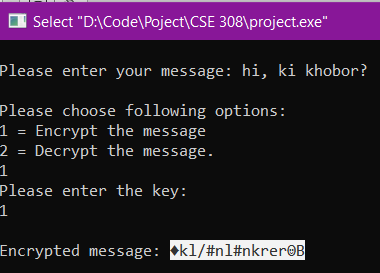 Select "D:\Code\Poject\CSE 308\project.exe"
Please enter your message: hi, ki khobor?
Please choose following options:
1 = Encrypt the message
2 = Decrypt the message.
1
Please enter the key:
1
Encrypted message: ♦kl/#nl#nkrer☺B